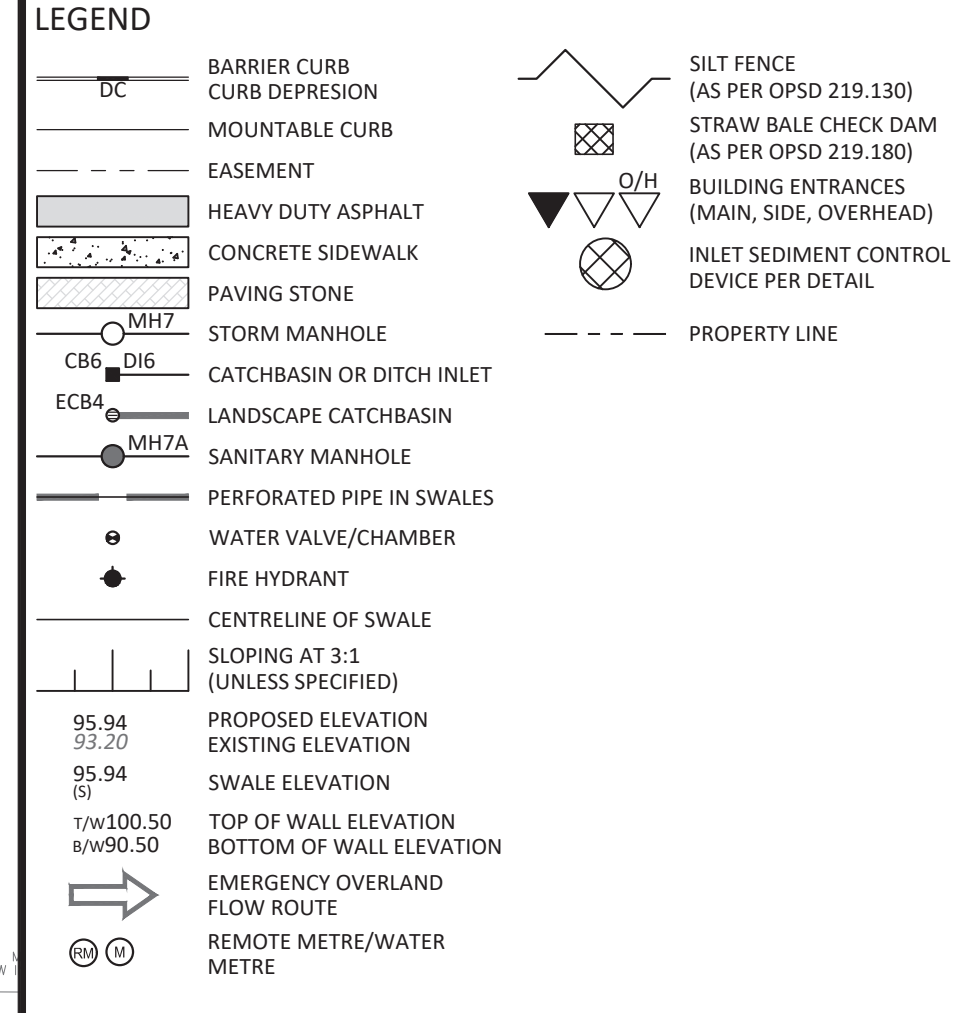 LEGEND
DC
BARRIER CURB
CURB DEPRESION
MOUNTABLE CURB
EASEMENT
HEAVY DUTY ASPHALT
CONCRETE SIDEWALK
PAVING STONE
MH7
STORM MANHOLE
CB6 DI6
CATCHBASIN OR DITCH INLET
ECB4
LANDSCAPE CATCHBASIN
MH7A
SANITARY MANHOLE
PERFORATED PIPE IN SWALES
WATER VALVE/CHAMBER
FIRE HYDRANT
CENTRELINE OF SWALE
SLOPING AT 3:1
(UNLESS SPECIFIED)
95.94 PROPOSED ELEVATION
93.20 EXISTING ELEVATION
95.94
(S)
SWALE ELEVATION
T/W100.50 TOP OF WALL ELEVATION
B/W90.50 BOTTOM OF WALL ELEVATION
EMERGENCY OVERLAND
FLOW ROUTE
RM M
REMOTE METRE/WATER
METRE
SILT FENCE
(AS PER OPSD 219.130)
STRAW BALE CHECK DAM
(AS PER OPSD 219.180)
O/H
BUILDING ENTRANCES
(MAIN, SIDE, OVERHEAD)
INLET SEDIMENT CONTROL
DEVICE PER DETAIL
PROPERTY LINE